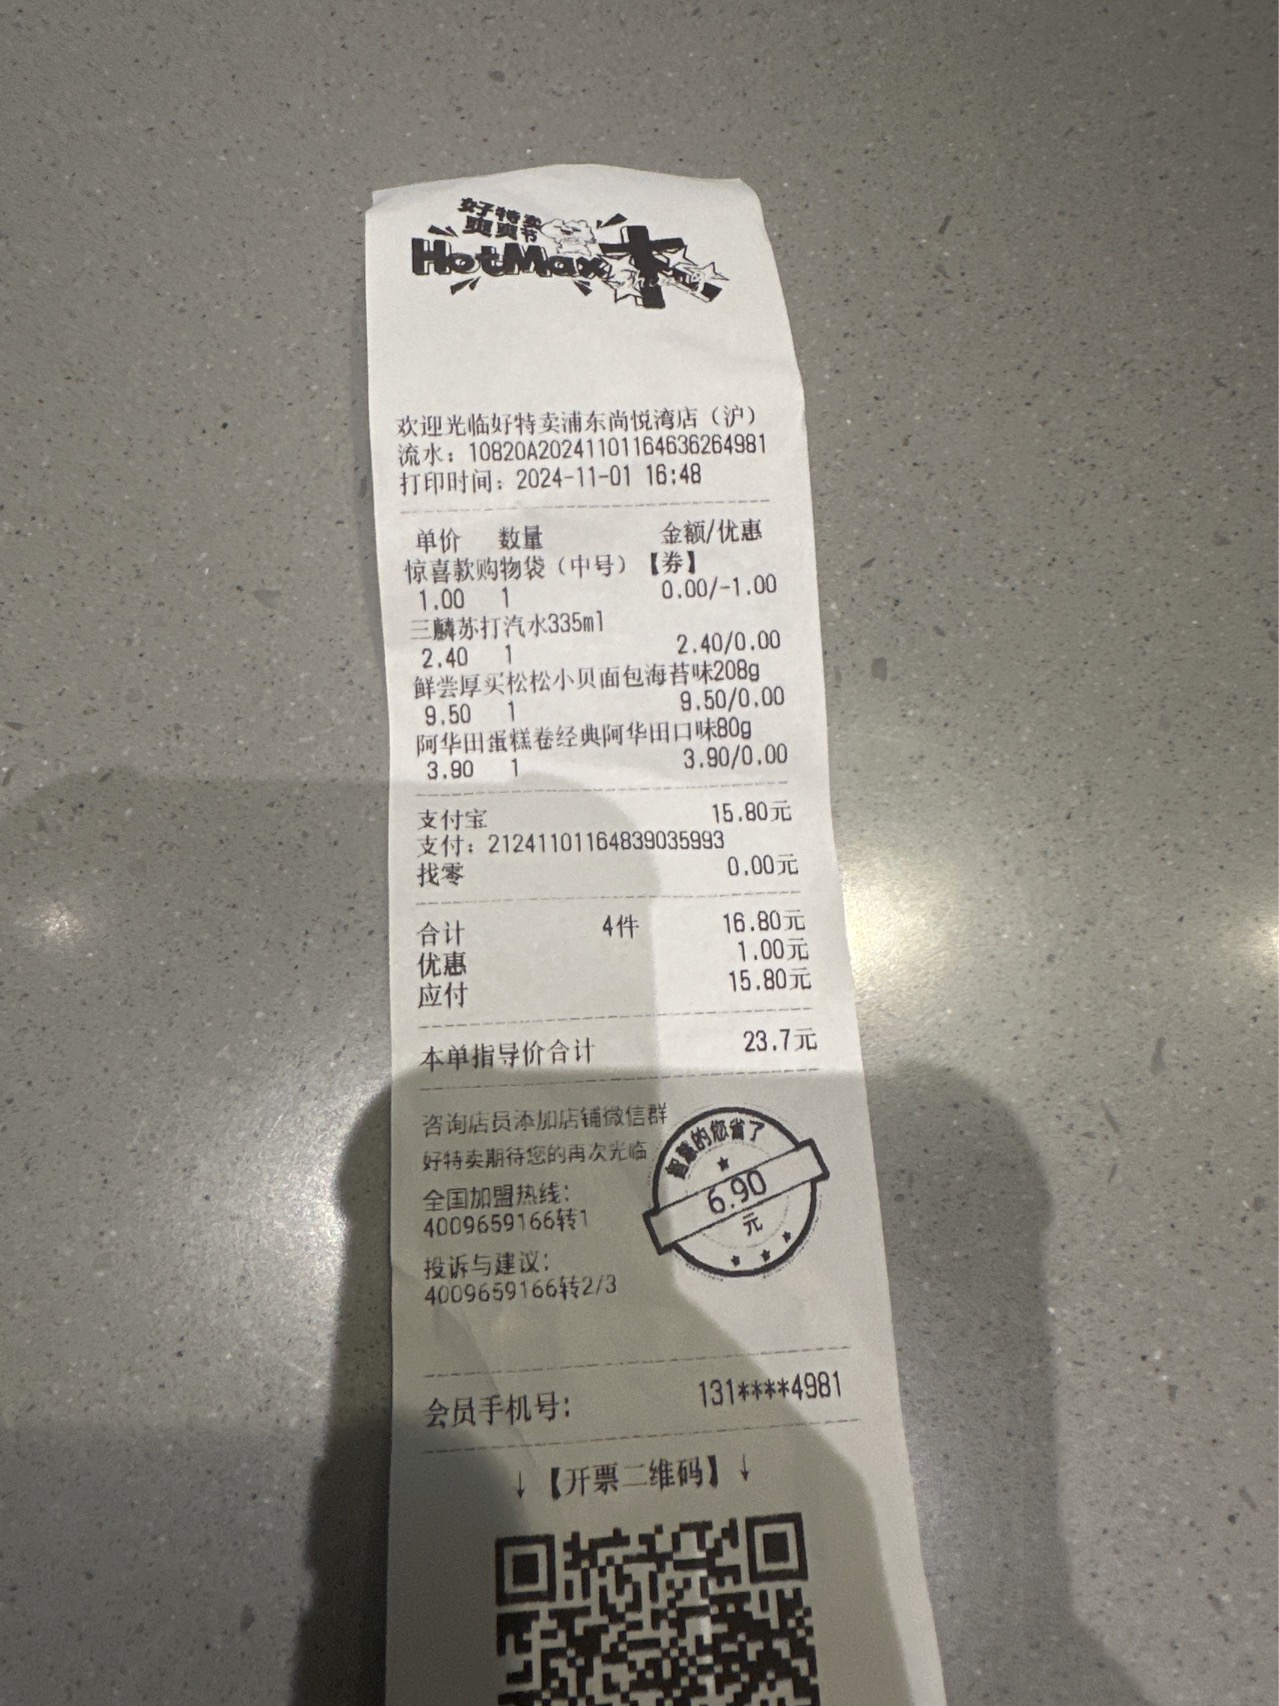 好特卖
爽爽节
HotMax
欢迎光临好特卖浦东尚悦湾店（沪）
流水：10820A20241101164636264981
打印时间：2024-11-01 16:48
单价 数量 金额/优惠
惊喜款购物袋（中号）【券】
1.00 1 0.00/-1.00
三麟苏打汽水335ml
2.40 1 2.40/0.00
鲜尝厚买松松小贝面包海苔味208g
9.50 1 9.50/0.00
阿华田蛋糕卷经典阿华田口味80g
3.90 1 3.90/0.00
支付宝 15.80元
支付：21241101164839035993
找零 0.00元
合计 4件 16.80元
优惠 1.00元
应付 15.80元
本单指导价合计 23.7元
咨询店员添加店铺微信群
好特卖期待您的再次光临
智慧的您省了
6.90
元
全国加盟热线：
4009659166转1
投诉与建议：
4009659166转2/3
会员手机号： 131****4981
↓【开票二维码】↓